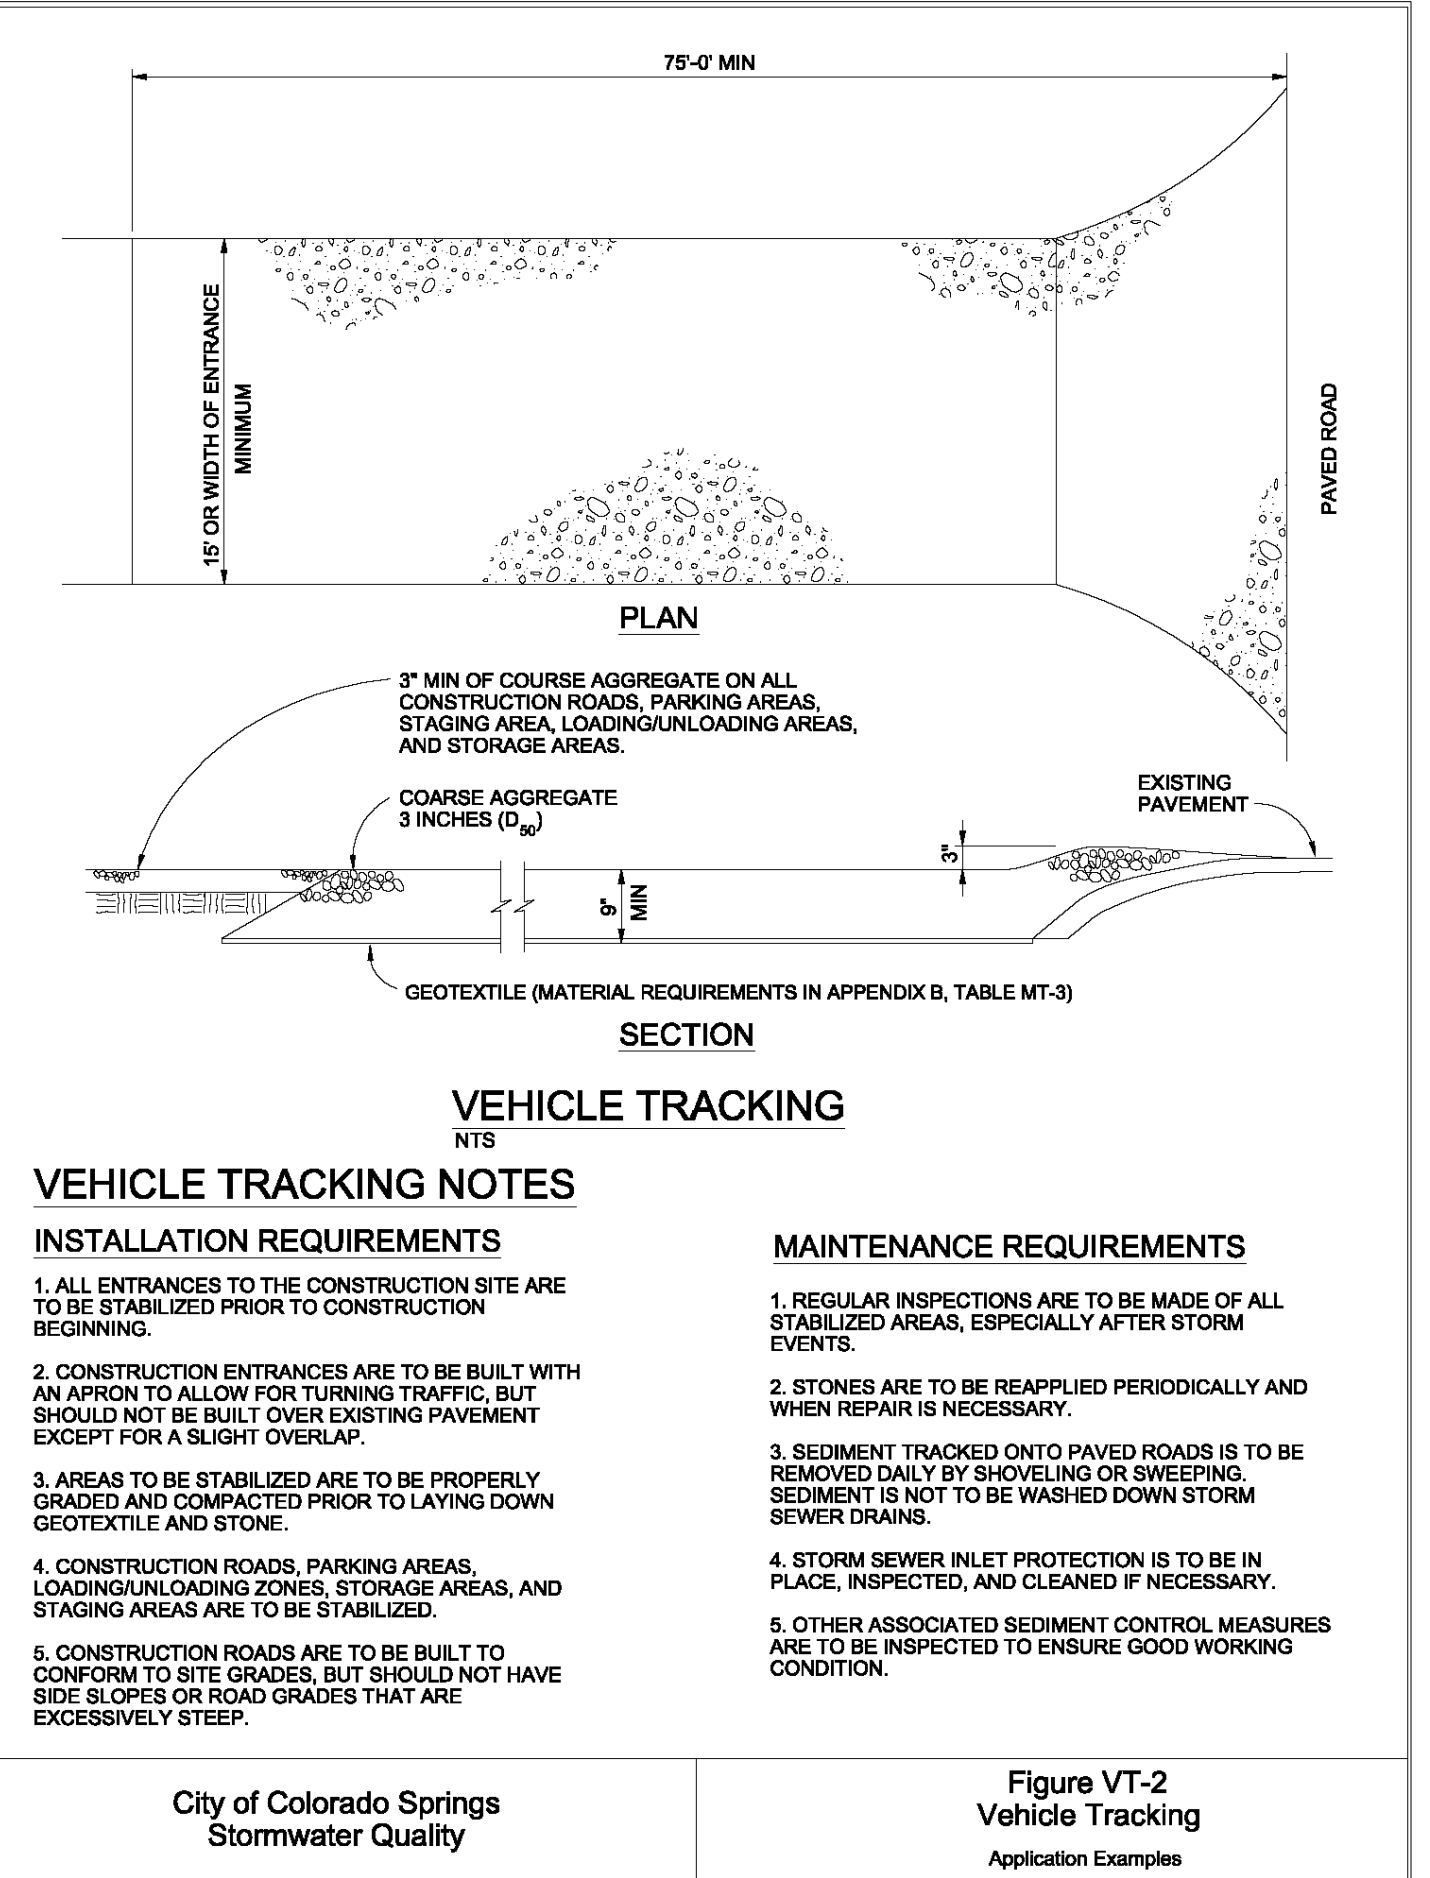 75'-0' MIN
15' OR WIDTH OF ENTRANCE
MINIMUM
PAVED ROAD
PLAN
3" MIN OF COURSE AGGREGATE ON ALL
CONSTRUCTION ROADS, PARKING AREAS,
STAGING AREA, LOADING/UNLOADING AREAS,
AND STORAGE AREAS.
COARSE AGGREGATE
3 INCHES (D50)
EXISTING
PAVEMENT
3"
9"
MIN
GEOTEXTILE (MATERIAL REQUIREMENTS IN APPENDIX B, TABLE MT-3)
SECTION
VEHICLE TRACKING
NTS
VEHICLE TRACKING NOTES
INSTALLATION REQUIREMENTS
1. ALL ENTRANCES TO THE CONSTRUCTION SITE ARE
TO BE STABILIZED PRIOR TO CONSTRUCTION
BEGINNING.
2. CONSTRUCTION ENTRANCES ARE TO BE BUILT WITH
AN APRON TO ALLOW FOR TURNING TRAFFIC, BUT
SHOULD NOT BE BUILT OVER EXISTING PAVEMENT
EXCEPT FOR A SLIGHT OVERLAP.
3. AREAS TO BE STABILIZED ARE TO BE PROPERLY
GRADED AND COMPACTED PRIOR TO LAYING DOWN
GEOTEXTILE AND STONE.
4. CONSTRUCTION ROADS, PARKING AREAS,
LOADING/UNLOADING ZONES, STORAGE AREAS, AND
STAGING AREAS ARE TO BE STABILIZED.
5. CONSTRUCTION ROADS ARE TO BE BUILT TO
CONFORM TO SITE GRADES, BUT SHOULD NOT HAVE
SIDE SLOPES OR ROAD GRADES THAT ARE
EXCESSIVELY STEEP.
MAINTENANCE REQUIREMENTS
1. REGULAR INSPECTIONS ARE TO BE MADE OF ALL
STABILIZED AREAS, ESPECIALLY AFTER STORM
EVENTS.
2. STONES ARE TO BE REAPPLIED PERIODICALLY AND
WHEN REPAIR IS NECESSARY.
3. SEDIMENT TRACKED ONTO PAVED ROADS IS TO BE
REMOVED DAILY BY SHOVELING OR SWEEPING.
SEDIMENT IS NOT TO BE WASHED DOWN STORM
SEWER DRAINS.
4. STORM SEWER INLET PROTECTION IS TO BE IN
PLACE, INSPECTED, AND CLEANED IF NECESSARY.
5. OTHER ASSOCIATED SEDIMENT CONTROL MEASURES
ARE TO BE INSPECTED TO ENSURE GOOD WORKING
CONDITION.
City of Colorado Springs
Stormwater Quality
Figure VT-2
Vehicle Tracking
Application Examples